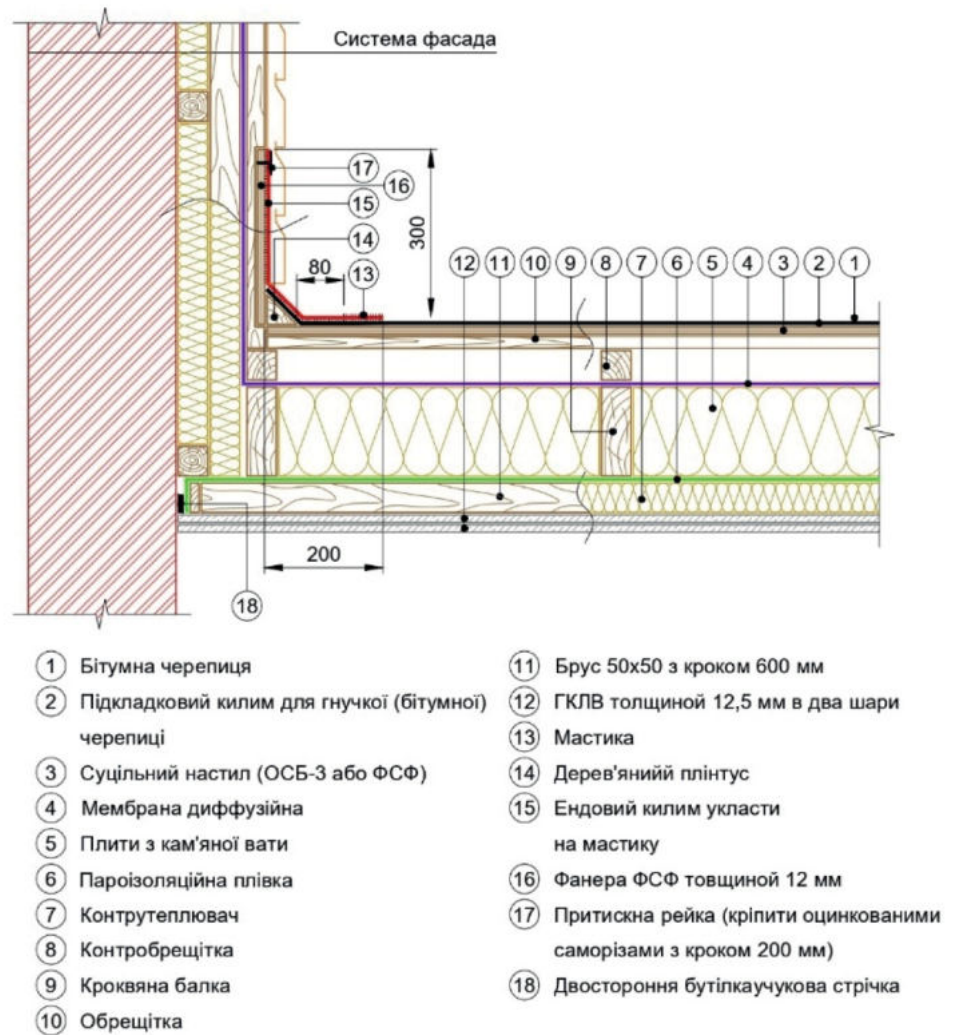 Система фасада
17
16
15
14
13
80
300
12
11
10
9
8
7
6
5
4
3
2
1
200
18
1 Бітумна черепиця
2 Підкладковий килим для гнучкої (бітумної)
черепиці
3 Суцільний настил (ОСБ-3 або ФСФ)
4 Мембрана диффузійна
5 Плити з кам'яної вати
6 Пароізоляційна плівка
7 Контрутеплювач
8 Контробрещітка
9 Кроквяна балка
10 Обрещітка
11 Брус 50х50 з кроком 600 мм
12 ГКЛВ толщиной 12,5 мм в два шари
13 Мастика
14 Дерев'яниий плінтус
15 Ендовий килим укласти
на мастику
16 Фанера ФСФ товщиной 12 мм
17 Притискна рейка (кріпити оцинкованими
саморізами з кроком 200 мм)
18 Двостороння бутілкаучукова стрічка